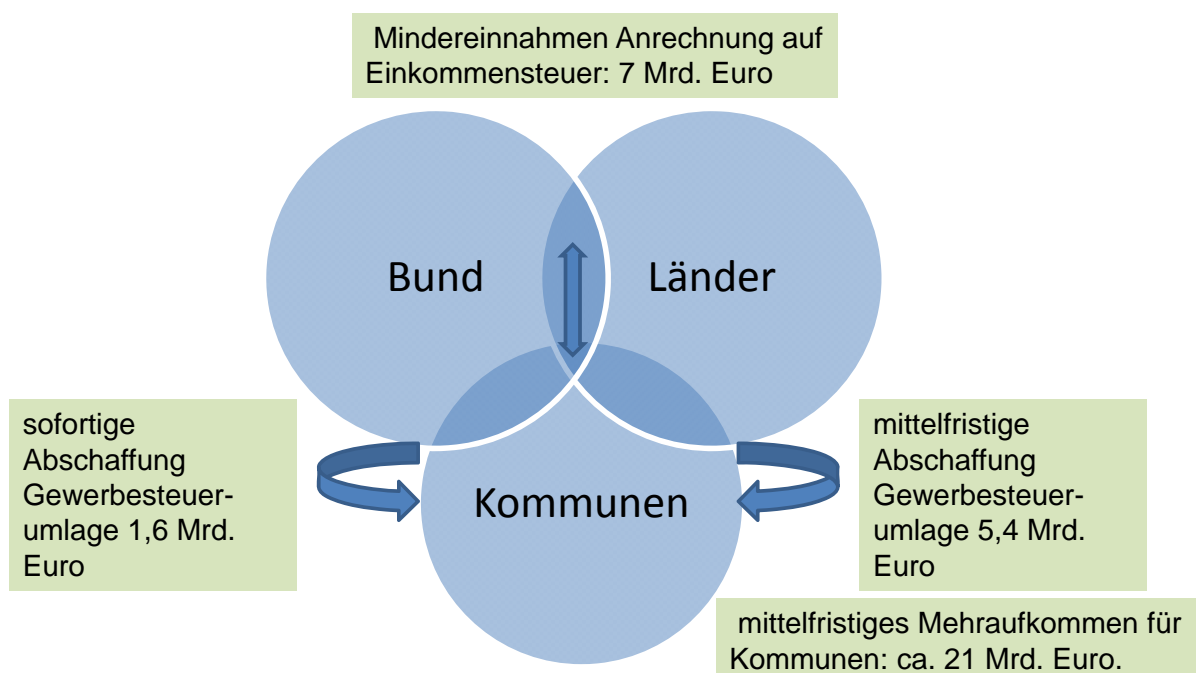 Mindereinnahmen Anrechnung auf
Einkommensteuer: 7 Mrd. Euro
Bund
Länder
sofortige
Abschaffung
Gewerbesteuer-
umlage 1,6 Mrd.
Euro
Kommunen
mittelfristige
Abschaffung
Gewerbesteuer-
umlage 5,4 Mrd.
Euro
mittelfristiges Mehraufkommen für
Kommunen: ca. 21 Mrd. Euro.